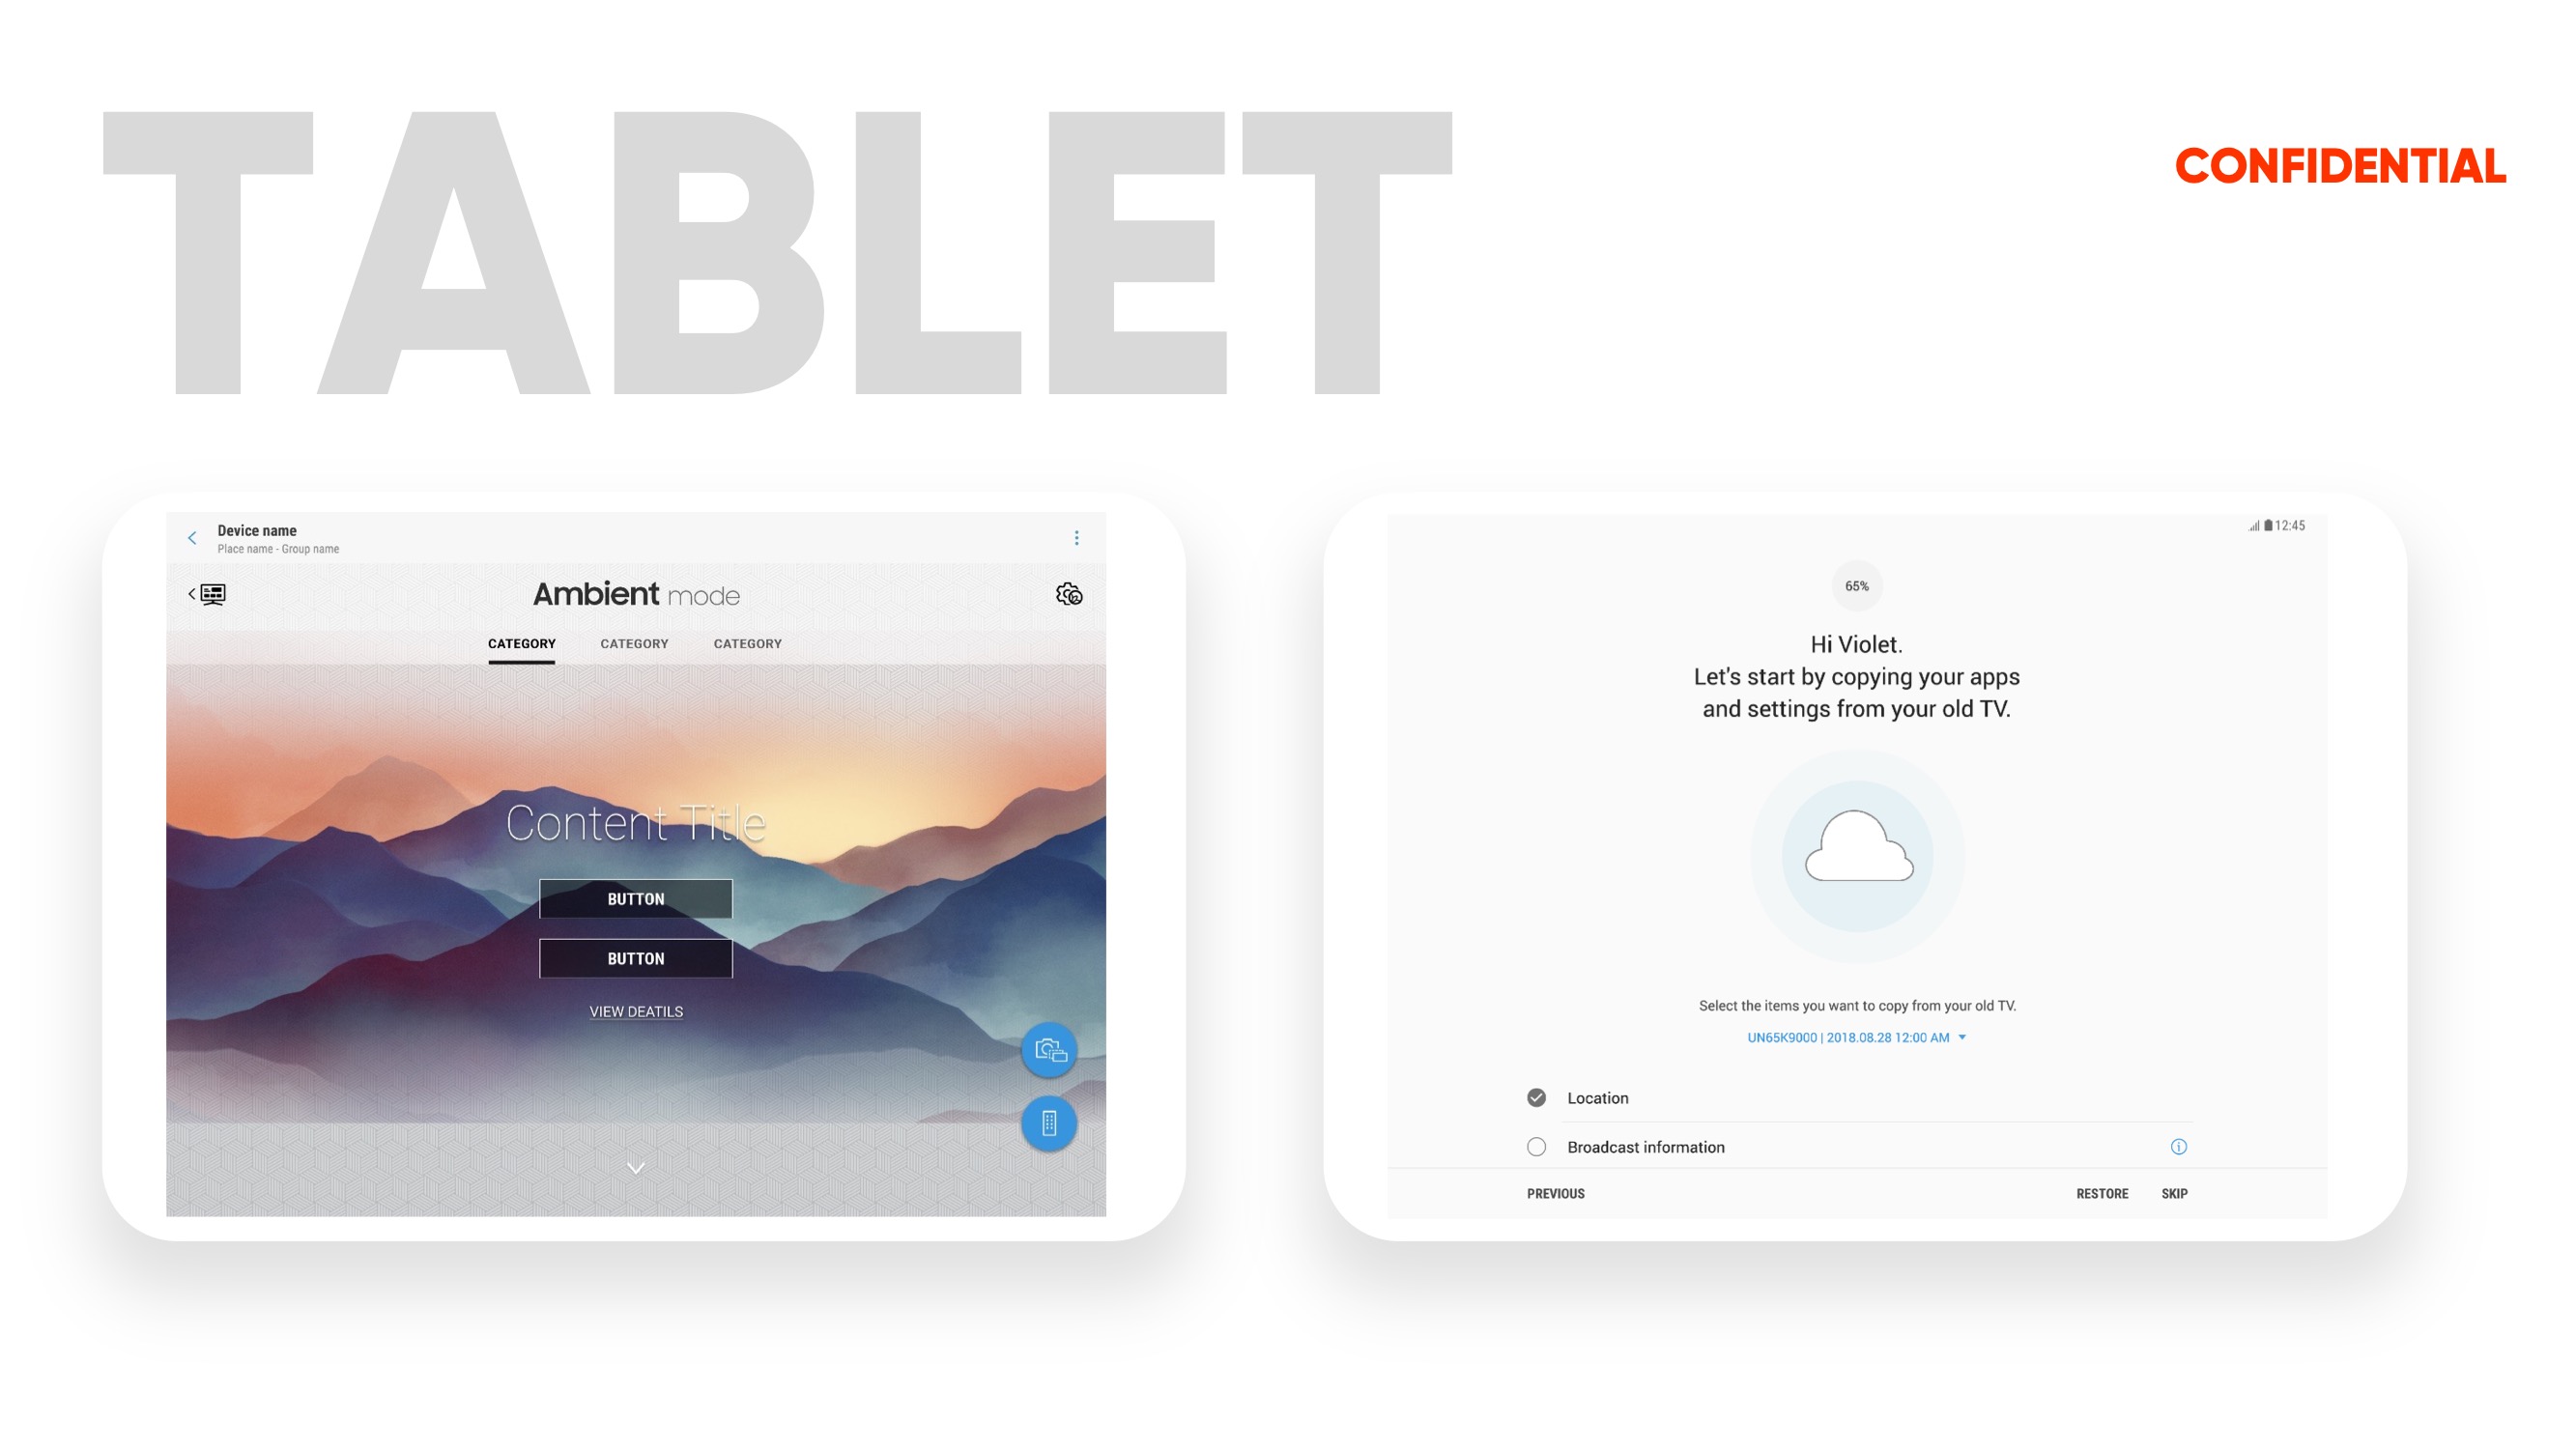 TABLET
CONFIDENTIAL
Device name
Place name - Group name
Ambient mode
CATEGORY CATEGORY CATEGORY
Content Title
BUTTON
BUTTON
VIEW DEATILS
12:45
65%
Hi Violet.
Let's start by copying your apps
and settings from your old TV.
Select the items you want to copy from your old TV.
UN65K9000 | 2018.08.28 12:00 AM
Location
Broadcast information
PREVIOUS RESTORE SKIP